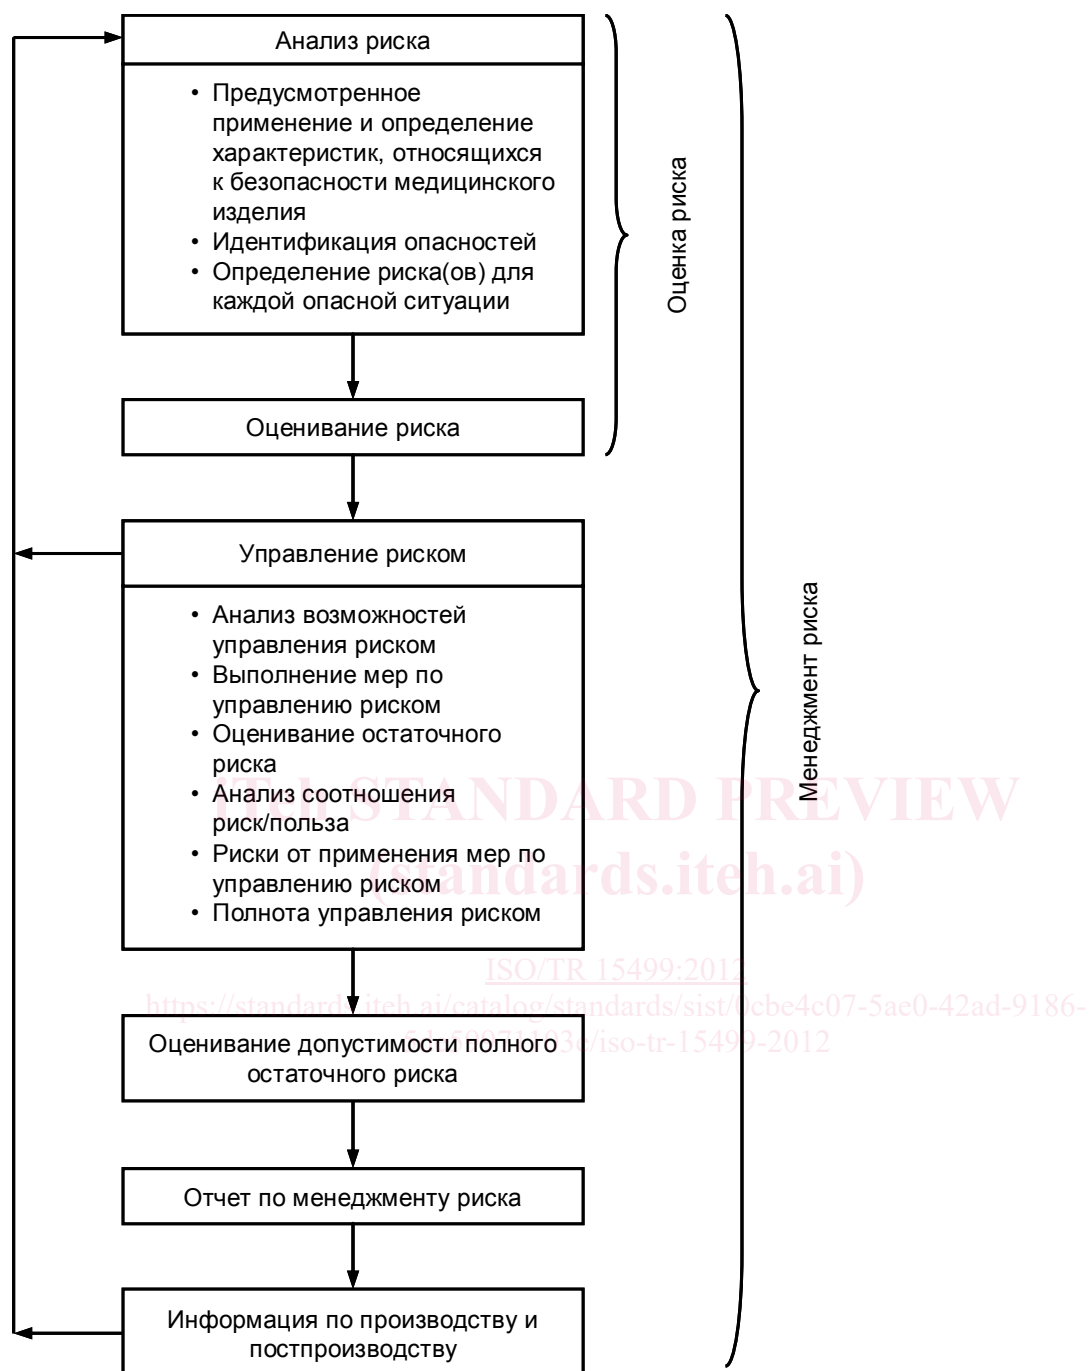 Анализ риска
• Предусмотренное
применение и определение
характеристик, относящихся
к безопасности медицинского
изделия
• Идентификация опасностей
• Определение риска(ов) для
каждой опасной ситуации
Оценка риска
Оценивание риска
Управление риском
• Анализ возможностей
управления риском
• Выполнение мер по
управлению риском
• Оценивание остаточного
риска
• Анализ соотношения
риск/польза
• Риски от применения мер по
управлению риском
• Полнота управления риском
Менеджмент риска
iTeh STANDARD PREVIEW
(standards.iteh.ai)
ISO/TR 15499:2012
https://standards.iteh.ai/catalog/standards/sist/0cbe4c07-5ae0-42ad-9186-
/iso-tr-15499-2012
Оценивание допустимости полного
остаточного риска
Отчет по менеджменту риска
Информация по производству и
постпроизводству